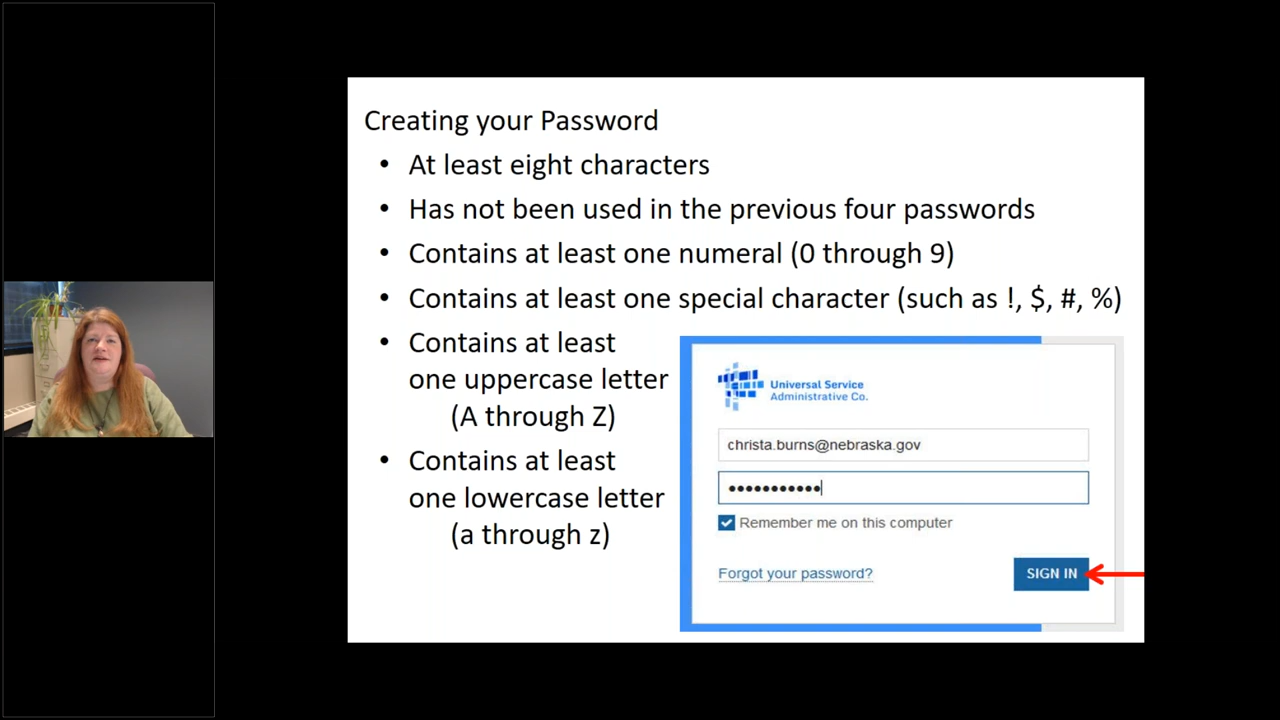 Creating your Password
• At least eight characters
• Has not been used in the previous four passwords
• Contains at least one numeral (0 through 9)
• Contains at least one special character (such as !, $, #, %)
• Contains at least
one uppercase letter
(A through Z)
• Contains at least
one lowercase letter
(a through z)
Universal Service
Administrative Co.
christa.burns@nebraska.gov
•••••••••••
Remember me on this computer
Forgot your password?
SIGN IN